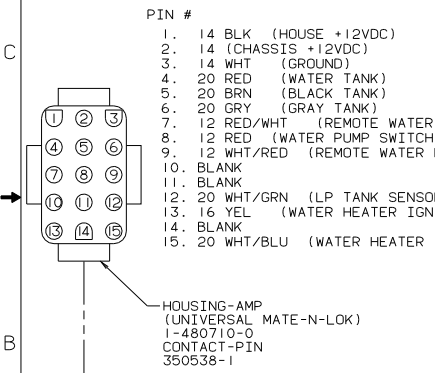 PIN #
1. 14 BLK (HOUSE +12VDC)
2. 14 (CHASSIS +12VDC)
3. 14 WHT (GROUND)
4. 20 RED (WATER TANK)
5. 20 BRN (BLACK TANK)
6. 20 GRY (GRAY TANK)
7. 12 RED/WHT (REMOTE WATER
8. 12 RED (WATER PUMP SWITCH
9. 12 WHT/RED (REMOTE WATER
10. BLANK
11. BLANK
12. 20 WHT/GRN (LP TANK SENSO
13. 16 YEL (WATER HEATER IGN
14. BLANK
15. 20 WHT/BLU (WATER HEATER
C
1 2 3
4 5 6
7 8 9
10 11 12
13 14 15
HOUSING-AMP
(UNIVERSAL MATE-N-LOK)
1-480710-0
CONTACT-PIN
350538-1
B